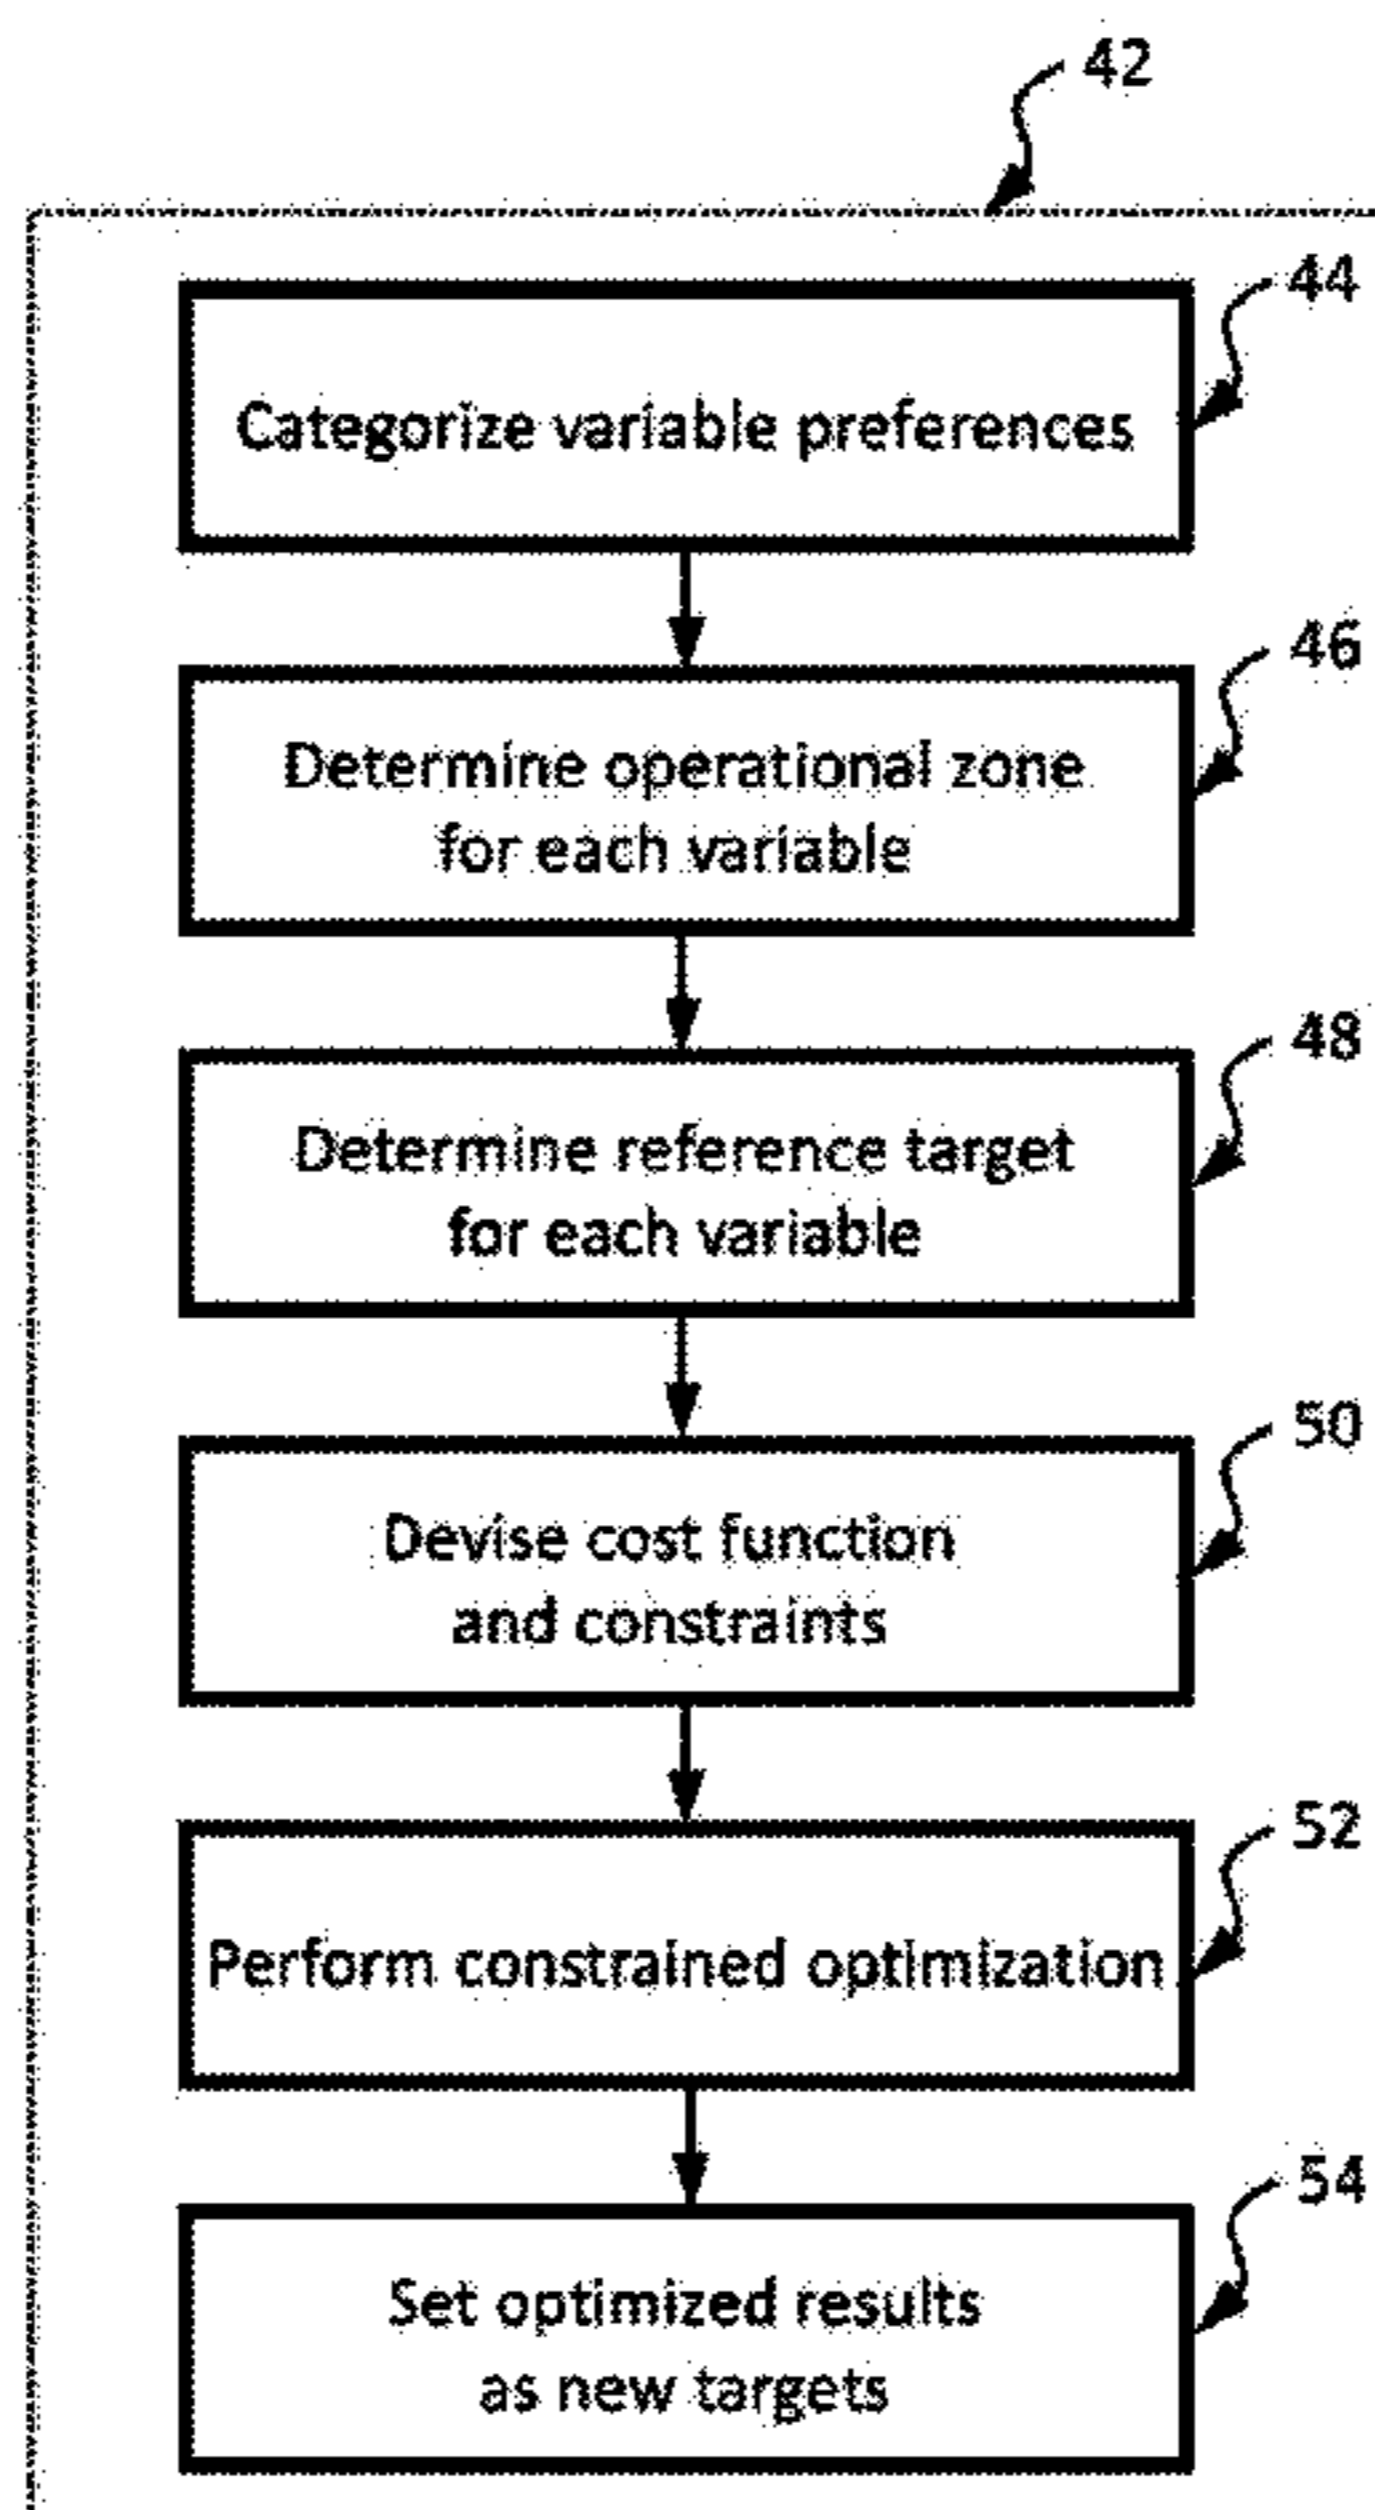 42
44
Categorize variable preferences
46
Determine operational zone
for each variable
48
Determine reference target
for each variable
50
Devise cost function
and constraints
52
Perform constrained optimization
54
Set optimized results
as new targets